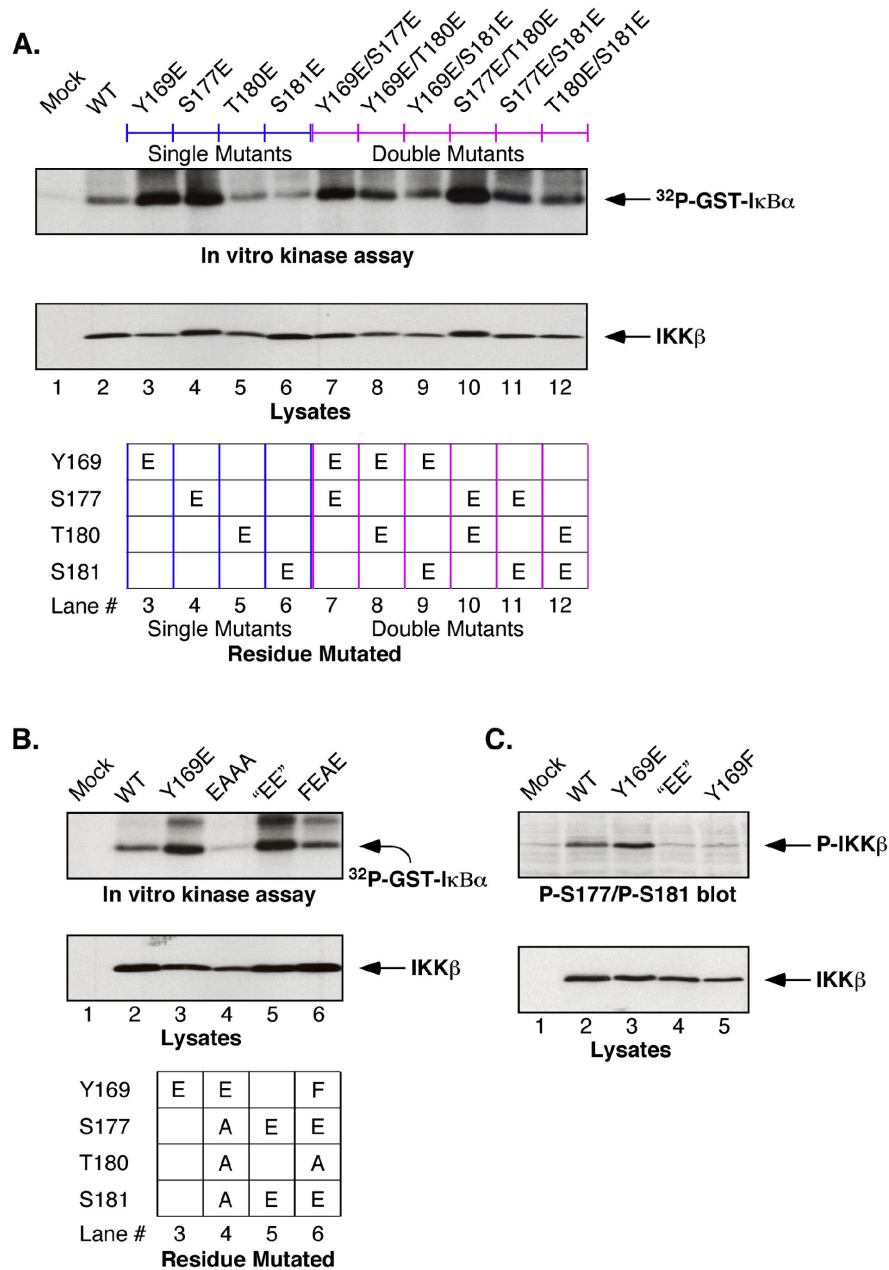 A.
Mock WT Y169E S177E T180E S181E Y169E/S177E Y169E/T180E Y169E/S181E S177E/T180E S177E/S181E T180E/S181E
Single Mutants Double Mutants
32P-GST-IκBα
In vitro kinase assay
IKKβ
1 2 3 4 5 6 7 8 9 10 11 12
Lysates
Y169 E E E E
S177 E E E E
T180 E E E E
S181 E E E E
Lane # 3 4 5 6 7 8 9 10 11 12
Single Mutants Double Mutants
Residue Mutated
B.
Mock WT Y169E EAAA "EE" FEAE
32P-GST-IκBα
In vitro kinase assay
IKKβ
1 2 3 4 5 6
Lysates
Y169 E E F
S177 A E E
T180 A A
S181 A E E
Lane # 3 4 5 6
Residue Mutated
C.
Mock WT Y169E "EE" Y169F
P-IKKβ
P-S177/P-S181 blot
IKKβ
1 2 3 4 5
Lysates